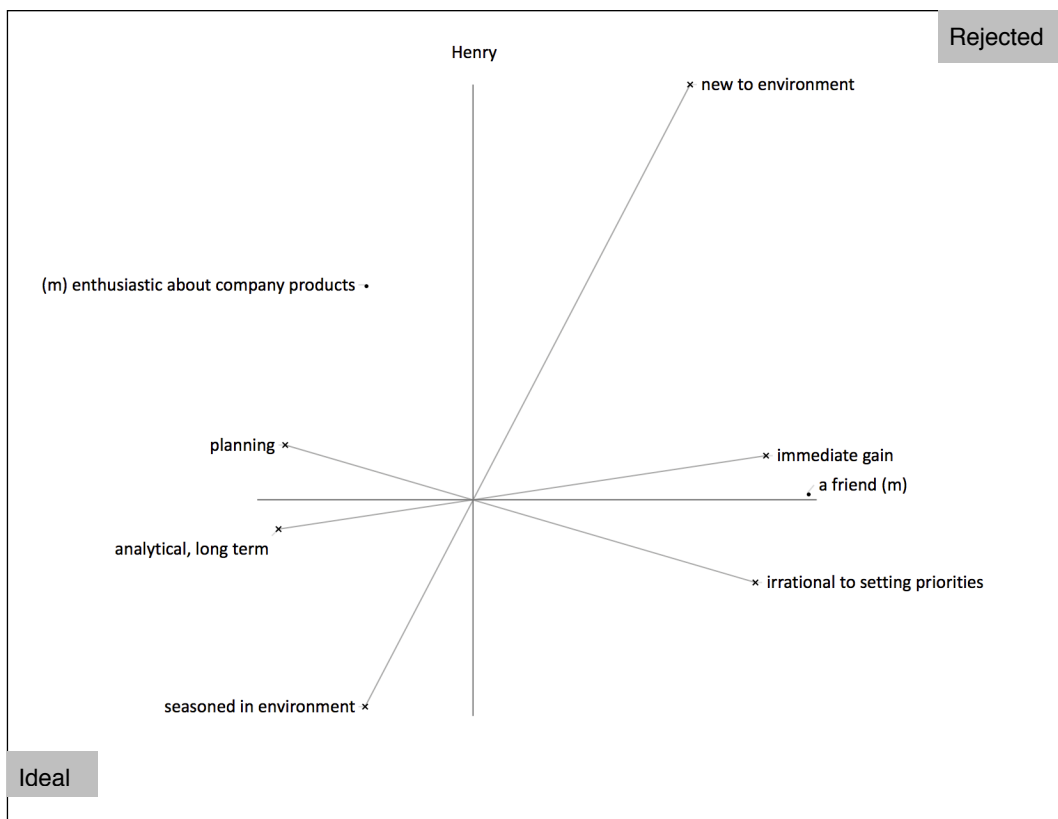 Rejected
Henry
new to environment
(m) enthusiastic about company products
planning
immediate gain
a friend (m)
analytical, long term
irrational to setting priorities
seasoned in environment
Ideal